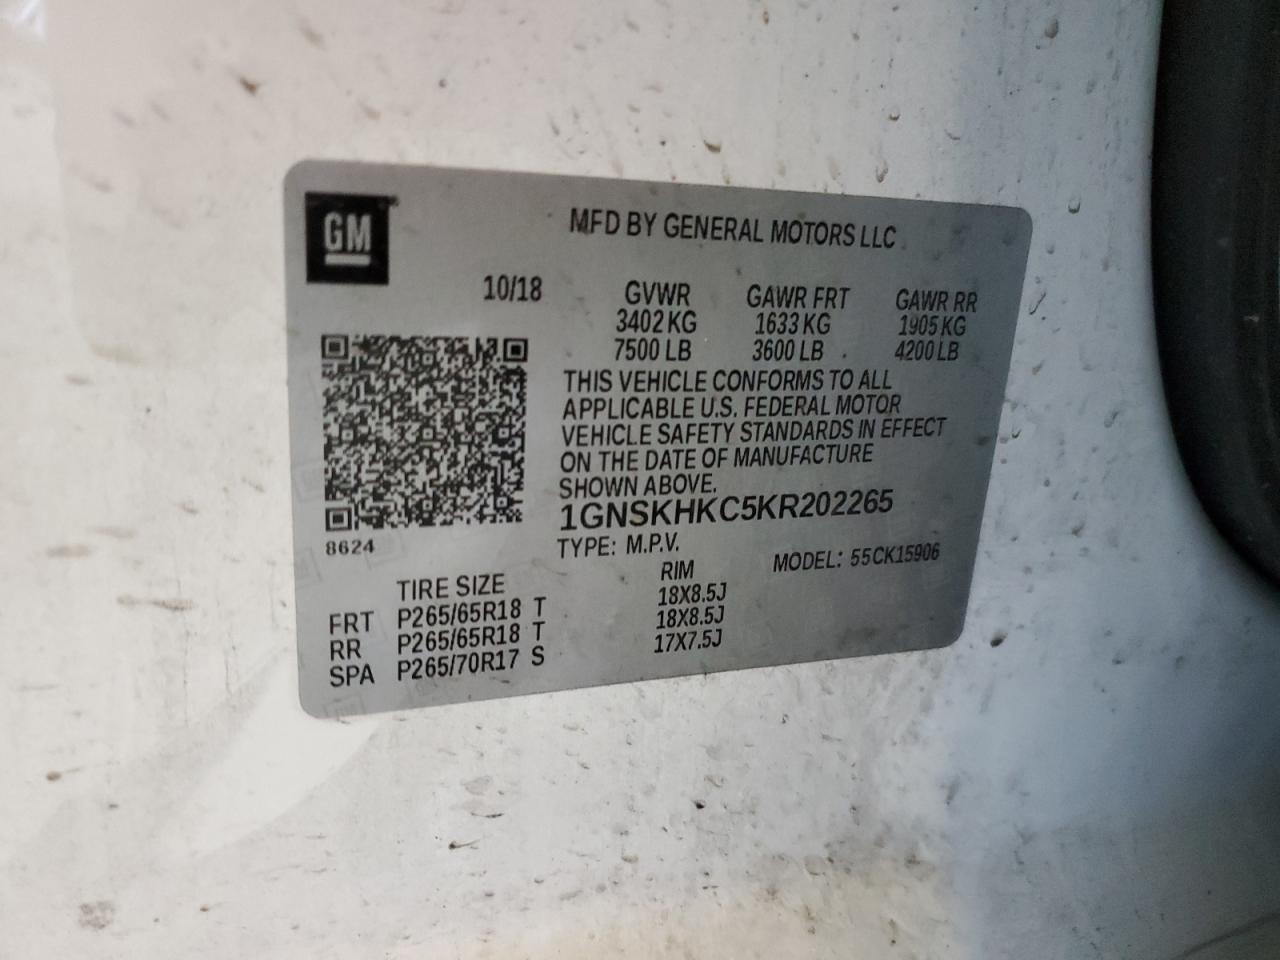 GM
MFD BY GENERAL MOTORS LLC
10/18 GVWR GAWR FRT GAWR RR
3402 KG 1633 KG 1905 KG
7500 LB 3600 LB 4200 LB
THIS VEHICLE CONFORMS TO ALL
APPLICABLE U.S. FEDERAL MOTOR
VEHICLE SAFETY STANDARDS IN EFFECT
ON THE DATE OF MANUFACTURE
SHOWN ABOVE.
1GNSKHKC5KR202265
8624
TYPE: M.P.V. MODEL: 55CK15906
TIRE SIZE RIM
FRT P265/65R18 T 18X8.5J
RR P265/65R18 T 18X8.5J
SPA P265/70R17 S 17X7.5J